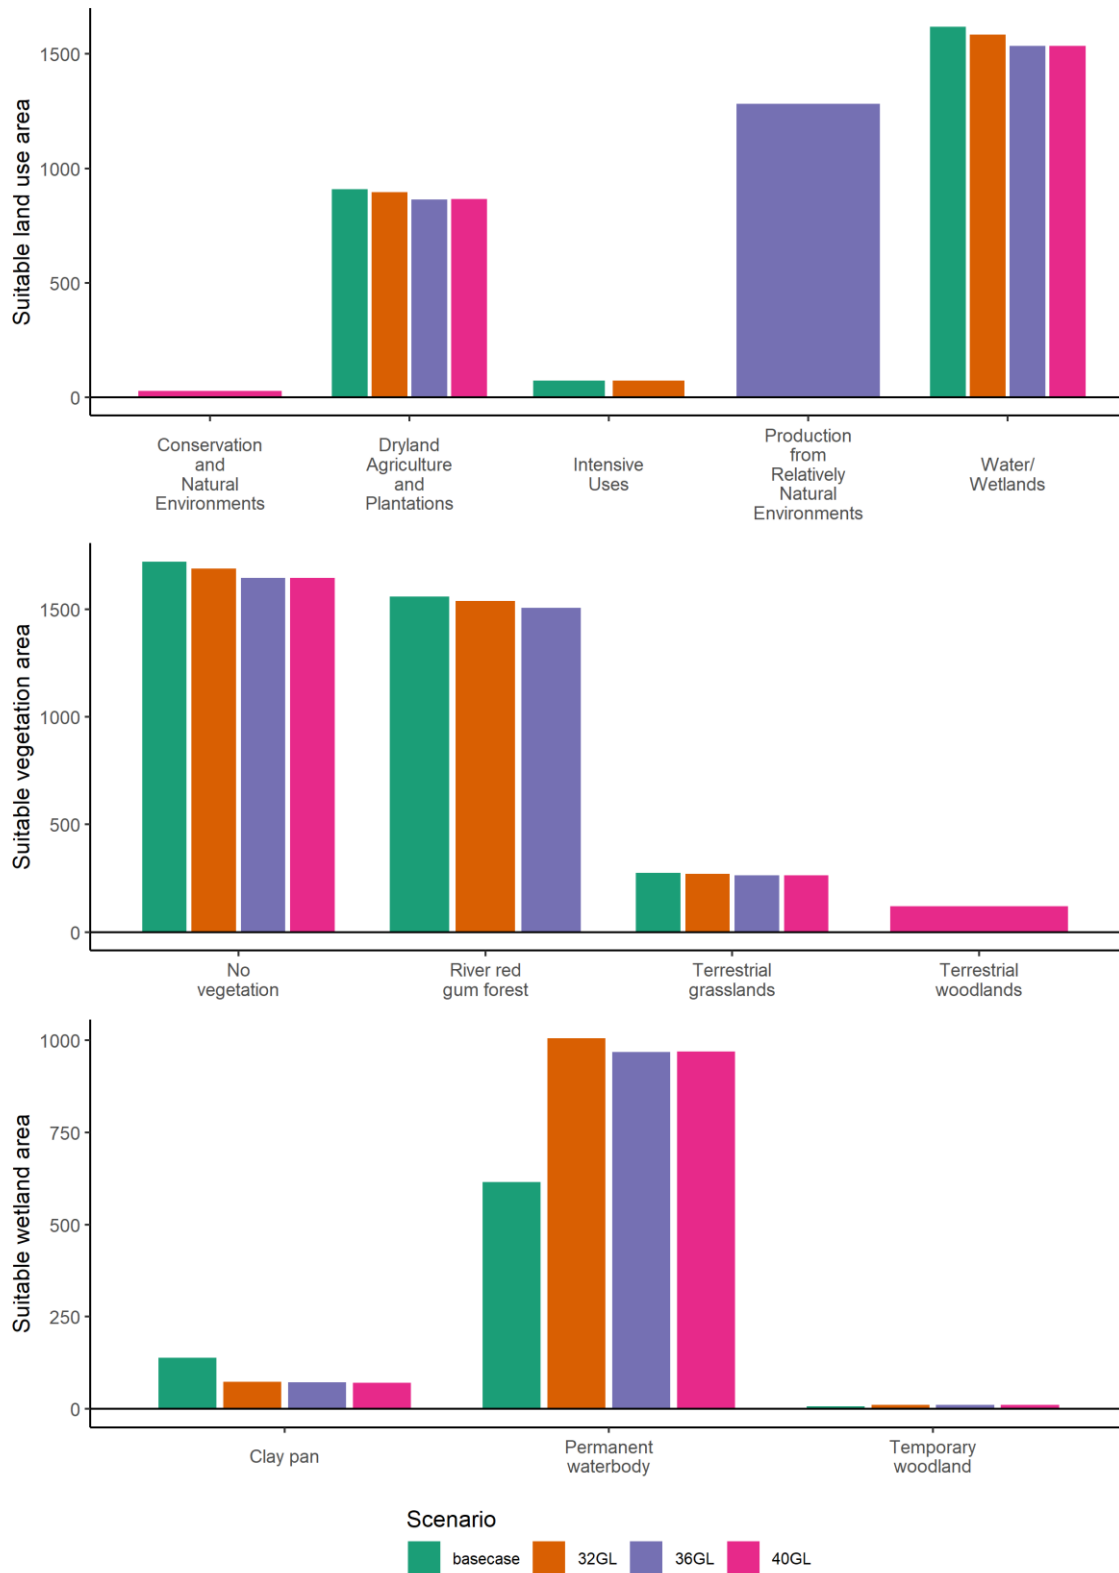 Suitable land use area
1500
1000
500
0
Conservation
and
Natural
Environments
Dryland
Agriculture
and
Plantations
Intensive
Uses
Production
from
Relatively
Natural
Environments
Water/
Wetlands
Suitable vegetation area
1500
1000
500
0
No
vegetation
River red
gum forest
Terrestrial
grasslands
Terrestrial
woodlands
Suitable wetland area
1000
750
500
250
0
Clay pan
Permanent
waterbody
Temporary
woodland
Scenario
basecase
32GL
36GL
40GL